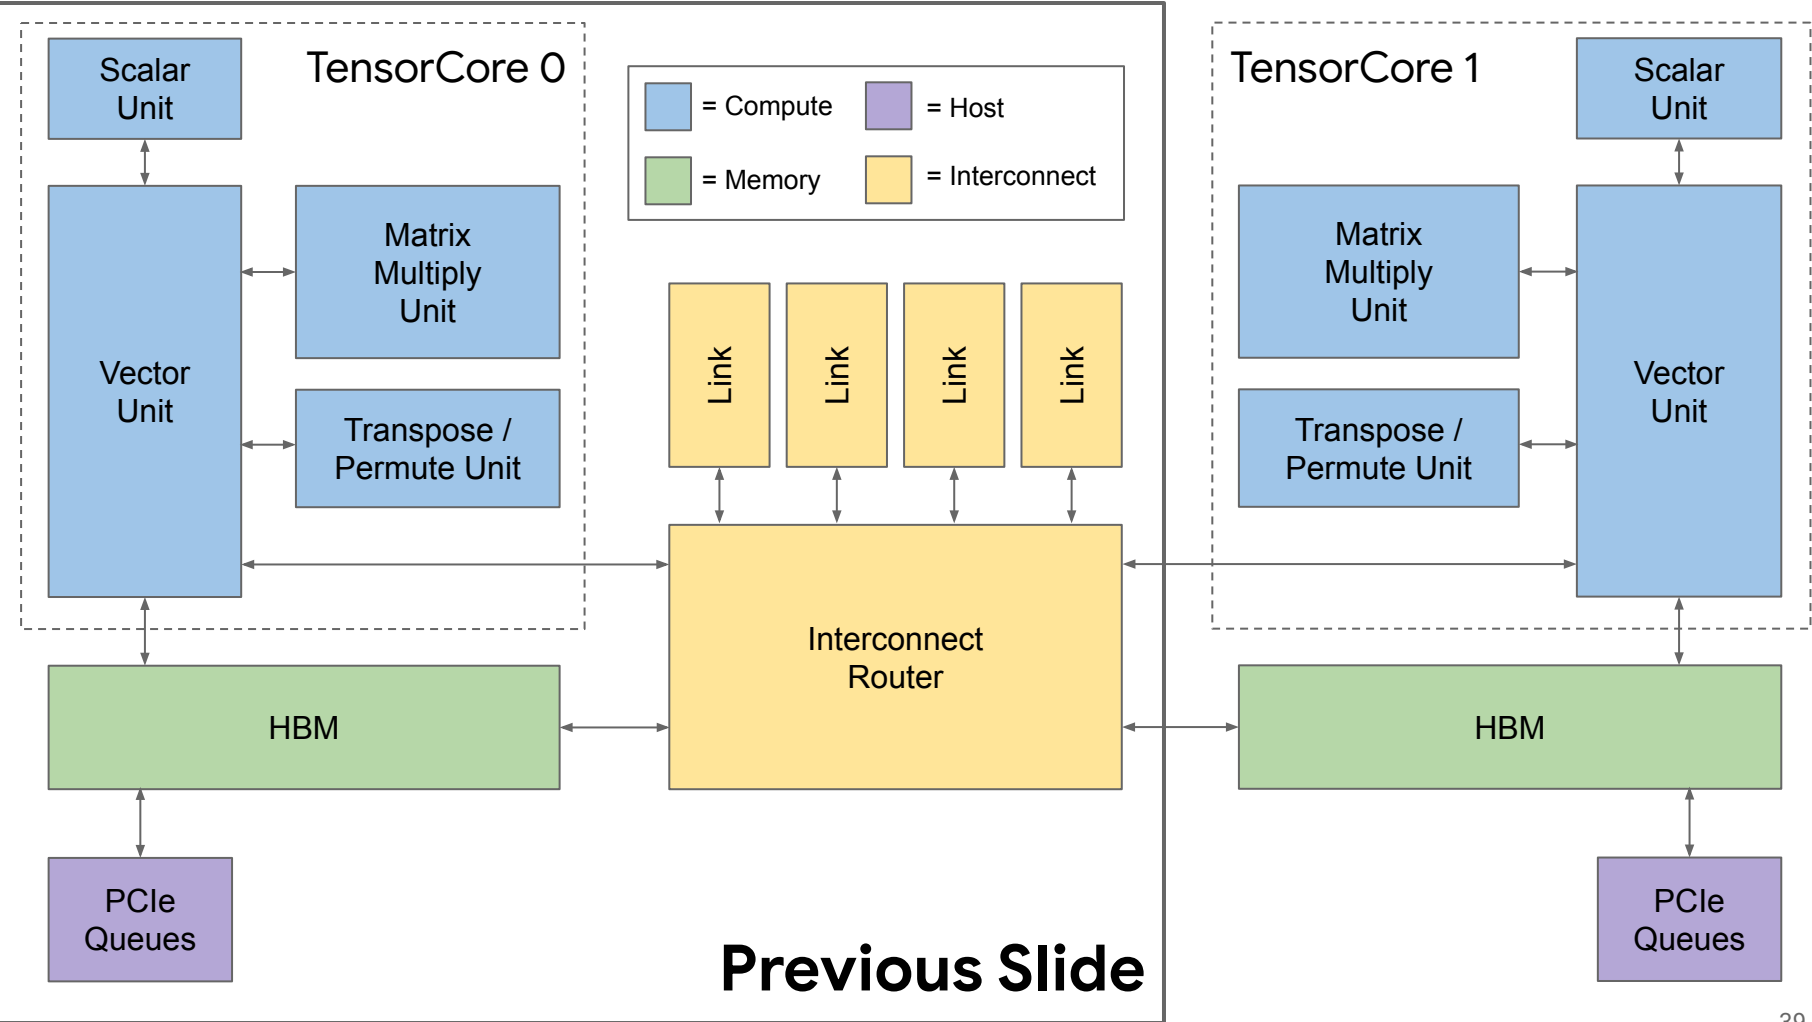 TensorCore 0
Scalar
Unit
Vector
Unit
Matrix
Multiply
Unit
Transpose /
Permute Unit
HBM
PCIe
Queues
= Compute
= Host
= Memory
= Interconnect
Link
Link
Link
Link
Interconnect
Router
Previous Slide
TensorCore 1
Scalar
Unit
Matrix
Multiply
Unit
Vector
Unit
Transpose /
Permute Unit
HBM
PCIe
Queues
39